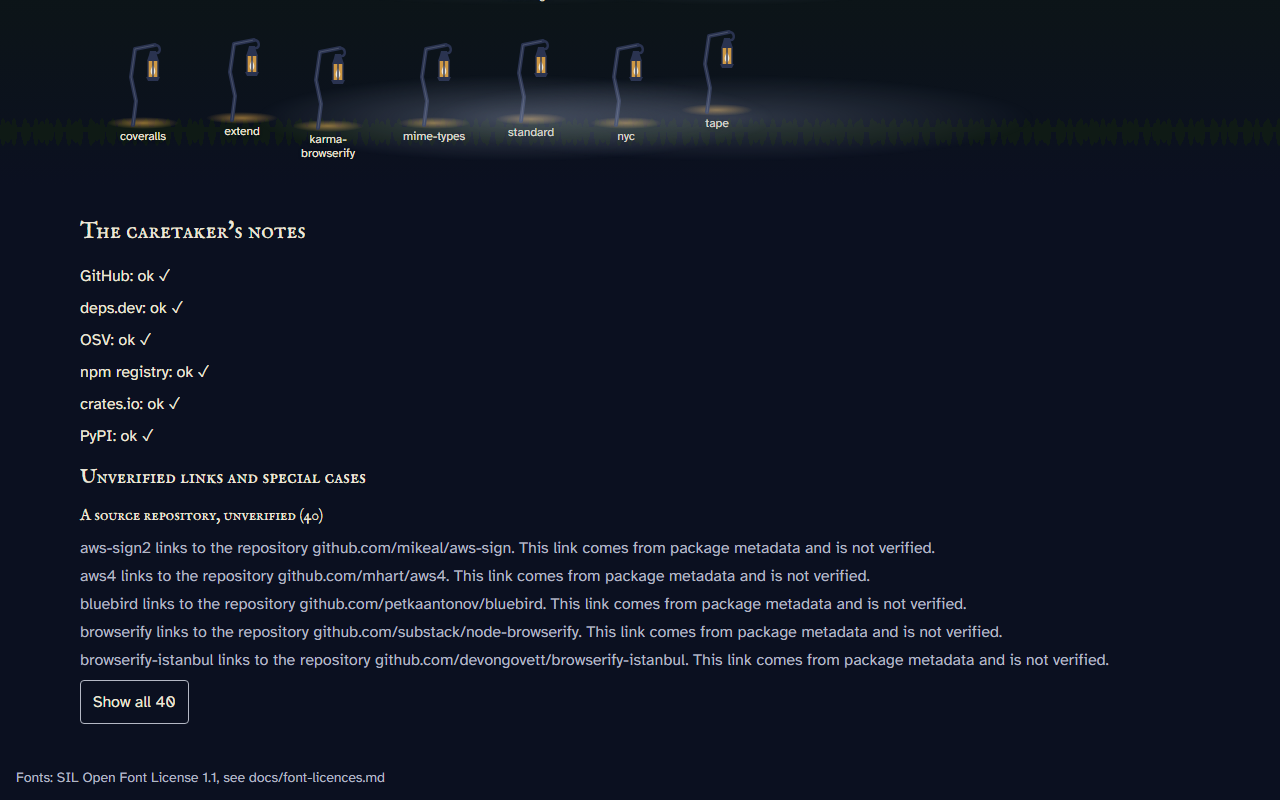 coveralls
extend
karma-
browserify
mime-types
standard
nyc
tape
The caretaker's notes
GitHub: ok ✓
deps.dev: ok ✓
OSV: ok ✓
npm registry: ok ✓
crates.io: ok ✓
PyPI: ok ✓
Unverified links and special cases
A source repository, unverified (40)
aws-sign2 links to the repository github.com/mikeal/aws-sign. This link comes from package metadata and is not verified.
aws4 links to the repository github.com/mhart/aws4. This link comes from package metadata and is not verified.
bluebird links to the repository github.com/petkaantonov/bluebird. This link comes from package metadata and is not verified.
browserify links to the repository github.com/substack/node-browserify. This link comes from package metadata and is not verified.
browserify-istanbul links to the repository github.com/devongovett/browserify-istanbul. This link comes from package metadata and is not verified.
Show all 40
Fonts: SIL Open Font License 1.1, see docs/font-licences.md